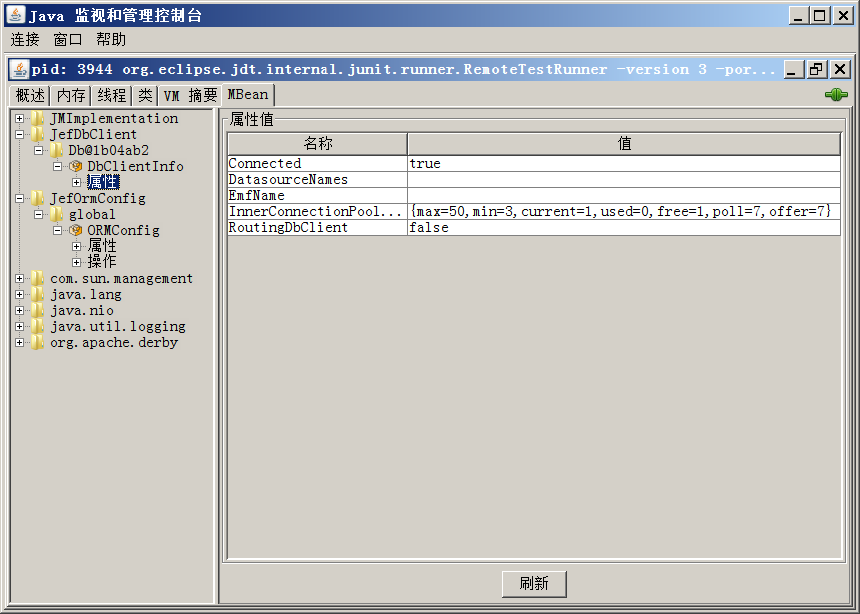 Java 监视和管理控制台
连接 窗口 帮助
pid: 3944 org.eclipse.jdt.internal.junit.runner.RemoteTestRunner -version 3 -por...
概述 内存 线程 类 VM 摘要 MBean
JMImplementation
JefDbClient
Db@1b04ab2
DbClientInfo
属性
JefOrmConfig
global
ORMConfig
属性
操作
com.sun.management
java.lang
java.nio
java.util.logging
org.apache.derby
属性值
名称 值
Connected true
DatasourceNames
EmfName
InnerConnectionPool... {max=50,min=3,current=1,used=0,free=1,poll=7,offer=7}
RoutingDbClient false
刷新